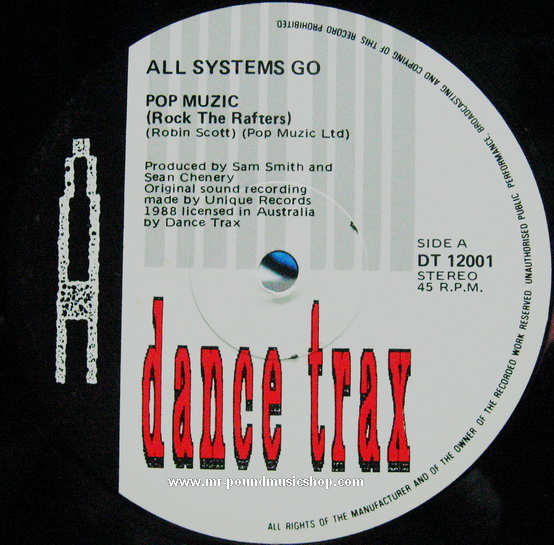 ALL SYSTEMS GO
POP MUZIC
(Rock The Rafters)
(Robin Scott) (Pop Muzic Ltd)
Produced by Sam Smith and
Sean Chenery
Original sound recording
made by Unique Records
1988 licensed in Australia
by Dance Trax
SIDE A
DT 12001
STEREO
45 R.P.M.
A
dance trax
www.mr-poundmusicshop.com
ALL RIGHTS OF THE MANUFACTURER AND OF THE OWNER OF THE RECORDED WORK RESERVED. UNAUTHORISED PUBLIC PERFORMANCE, BROADCASTING AND COPYING OF THIS RECORD PROHIBITED.